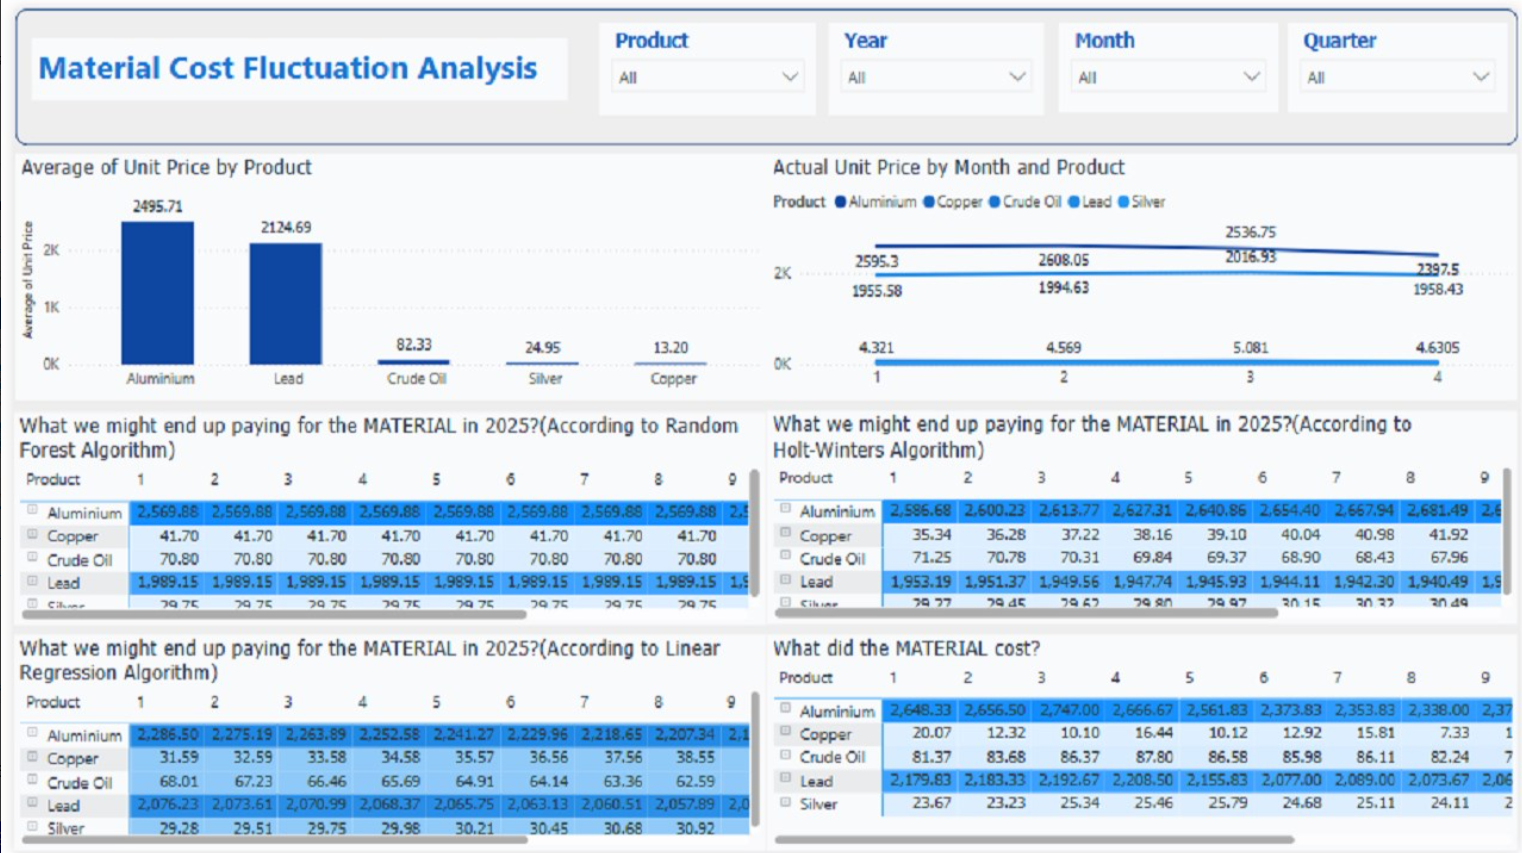 Material Cost Fluctuation Analysis
Product
All
Year
All
Month
All
Quarter
All
Average of Unit Price by Product
Average of Unit Price
2K
1K
0K
2495.71
2124.69
82.33
24.95
13.20
Aluminium Lead Crude Oil Silver Copper
Actual Unit Price by Month and Product
Product Aluminium Copper Crude Oil Lead Silver
2K
0K
2595.3 2608.05 2536.75 2397.5
1955.58 1994.63 2016.93 1958.43
4.321 4.569 5.081 4.6305
1 2 3 4
What we might end up paying for the MATERIAL in 2025?(According to Random
Forest Algorithm)
Product 1 2 3 4 5 6 7 8 9
Aluminium 2,569.88 2,569.88 2,569.88 2,569.88 2,569.88 2,569.88 2,569.88 2,569.88 2,5
Copper 41.70 41.70 41.70 41.70 41.70 41.70 41.70 41.70
Crude Oil 70.80 70.80 70.80 70.80 70.80 70.80 70.80 70.80
Lead 1,989.15 1,989.15 1,989.15 1,989.15 1,989.15 1,989.15 1,989.15 1,989.15 1,9
Silver 29.75 29.75 29.75 29.75 29.75 29.75 29.75 29.75
What we might end up paying for the MATERIAL in 2025?(According to
Holt-Winters Algorithm)
Product 1 2 3 4 5 6 7 8 9
Aluminium 2,586.68 2,600.23 2,613.77 2,627.31 2,640.86 2,654.40 2,667.94 2,681.49 2,6
Copper 35.34 36.28 37.22 38.16 39.10 40.04 40.98 41.92
Crude Oil 71.25 70.78 70.31 69.84 69.37 68.90 68.43 67.96
Lead 1,953.19 1,951.37 1,949.56 1,947.74 1,945.93 1,944.11 1,942.30 1,940.49 1,9
Silver 29.27 29.45 29.62 29.80 29.97 30.15 30.32 30.49
What we might end up paying for the MATERIAL in 2025?(According to Linear
Regression Algorithm)
Product 1 2 3 4 5 6 7 8 9
Aluminium 2,286.50 2,275.19 2,263.89 2,252.58 2,241.27 2,229.96 2,218.65 2,207.34 2,1
Copper 31.59 32.59 33.58 34.58 35.57 36.56 37.56 38.55
Crude Oil 68.01 67.23 66.46 65.69 64.91 64.14 63.36 62.59
Lead 2,076.23 2,073.61 2,070.99 2,068.37 2,065.75 2,063.13 2,060.51 2,057.89 2,0
Silver 29.28 29.51 29.75 29.98 30.21 30.45 30.68 30.92
What did the MATERIAL cost?
Product 1 2 3 4 5 6 7 8 9
Aluminium 2,648.33 2,656.50 2,747.00 2,666.67 2,561.83 2,373.83 2,353.83 2,338.00 2,37
Copper 20.07 12.32 10.10 16.44 10.12 12.92 15.81 7.33 1
Crude Oil 81.37 83.68 86.37 87.80 86.58 85.98 86.11 82.24 7
Lead 2,179.83 2,183.33 2,192.67 2,208.50 2,155.83 2,077.00 2,089.00 2,073.67 2,06
Silver 23.67 23.23 25.34 25.46 25.79 24.68 25.11 24.11 2